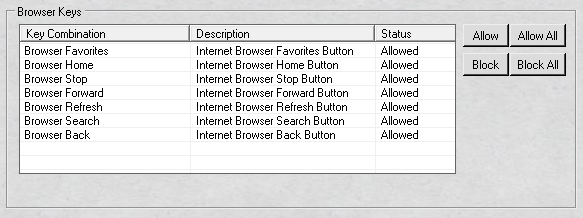 Browser Keys
Key Combination Description Status
Browser Favorites Internet Browser Favorites Button Allowed
Browser Home Internet Browser Home Button Allowed
Browser Stop Internet Browser Stop Button Allowed
Browser Forward Internet Browser Forward Button Allowed
Browser Refresh Internet Browser Refresh Button Allowed
Browser Search Internet Browser Search Button Allowed
Browser Back Internet Browser Back Button Allowed
Allow Allow All
Block Block All